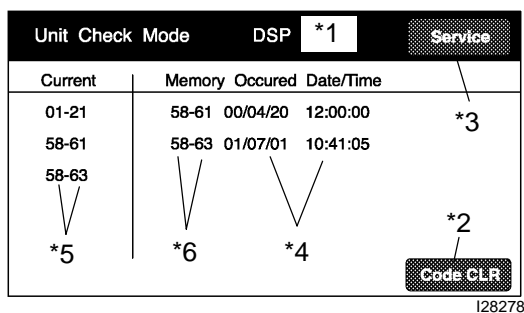 Unit Check Mode DSP *1 Service
Current Memory Occured Date/Time
01-21 58-61 00/04/20 12:00:00
*3
58-61 58-63 01/07/01 10:41:05
58-63
*2
*5 *6 *4
Code CLR
I28278